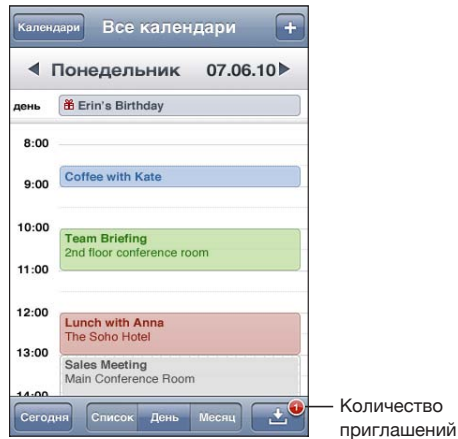 Календари
Все календари
+
Понедельник 07.06.10
день
Erin's Birthday
8:00
Coffee with Kate
9:00
10:00
Team Briefing
2nd floor conference room
11:00
12:00
Lunch with Anna
The Soho Hotel
13:00
Sales Meeting
Main Conference Room
14:00
Сегодня
Список День Месяц
1
Количество
приглашений